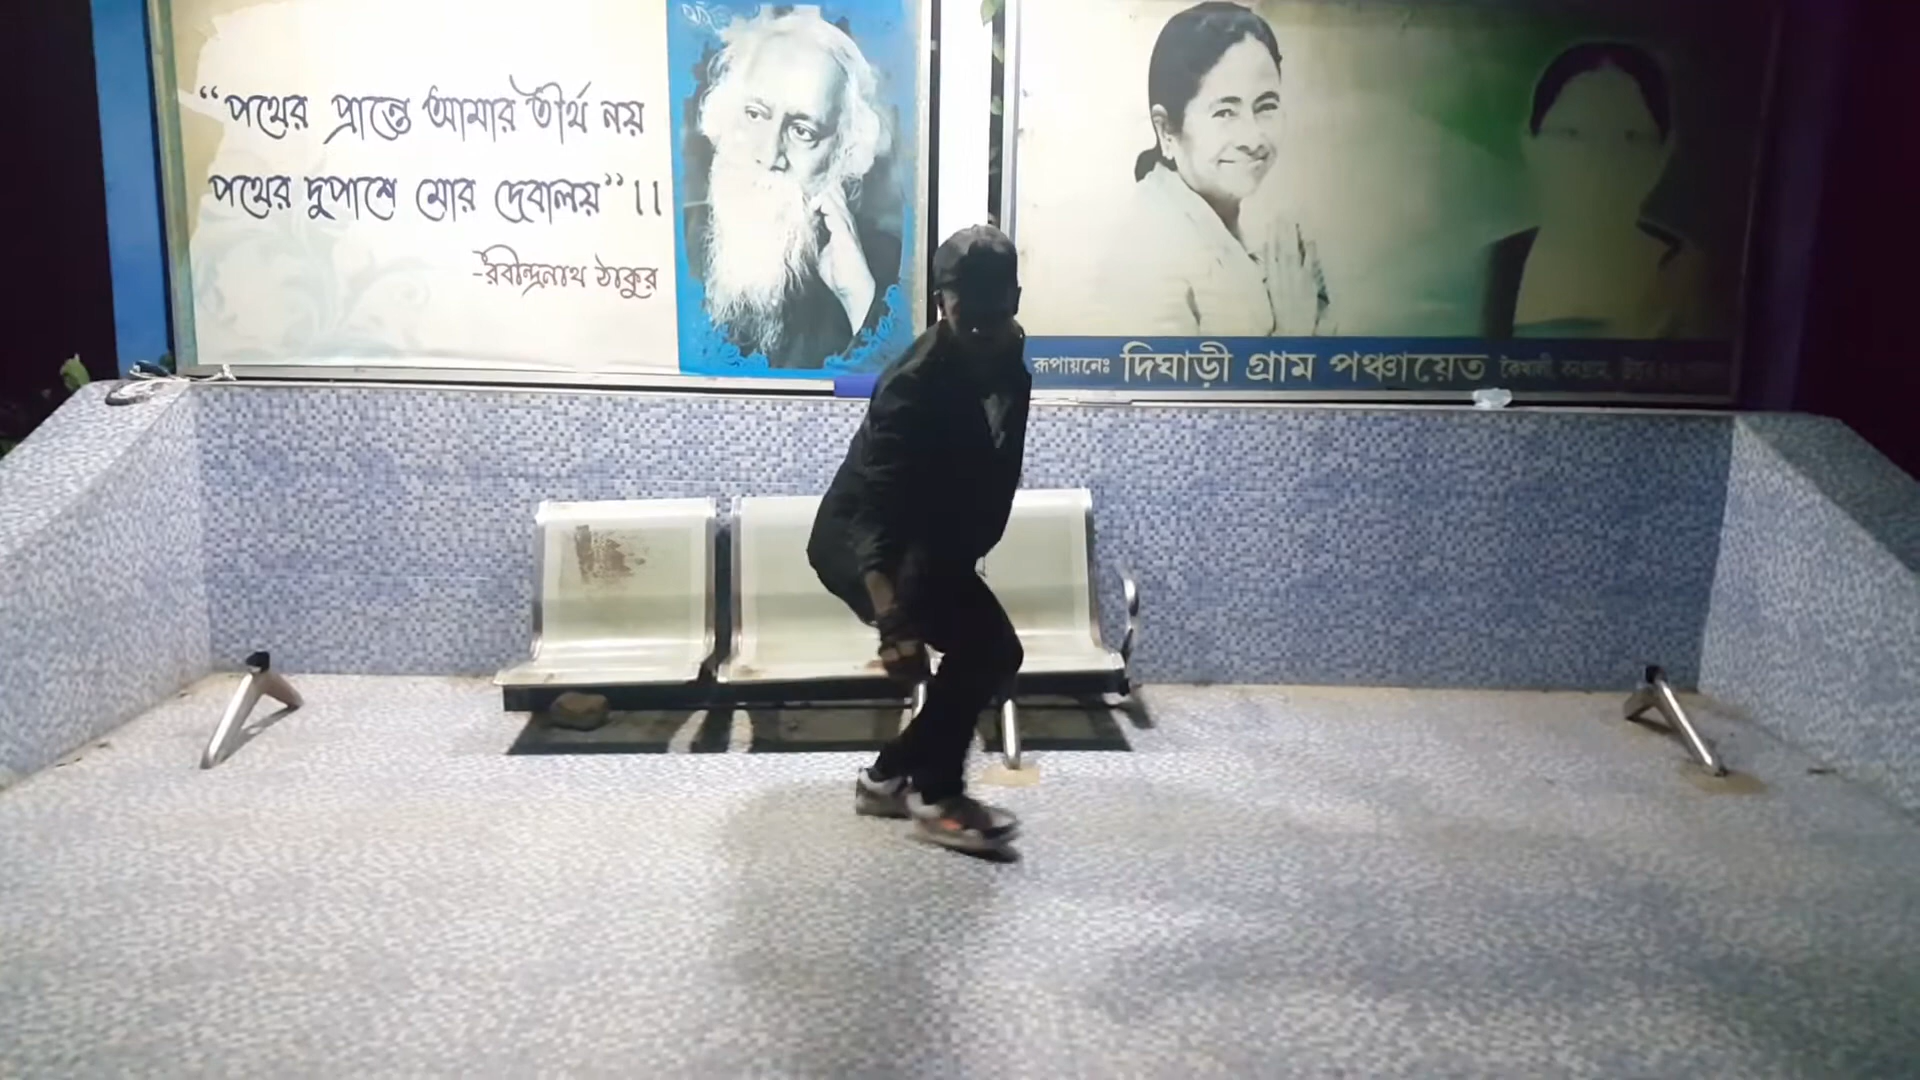 “পথের প্রান্তে আমার তীর্থ নয়
পথের দুপাশে মোর দেবালয়”।।
-রবীন্দ্রনাথ ঠাকুর
রূপায়নেঃ দিঘাড়ী গ্রাম পঞ্চায়েত